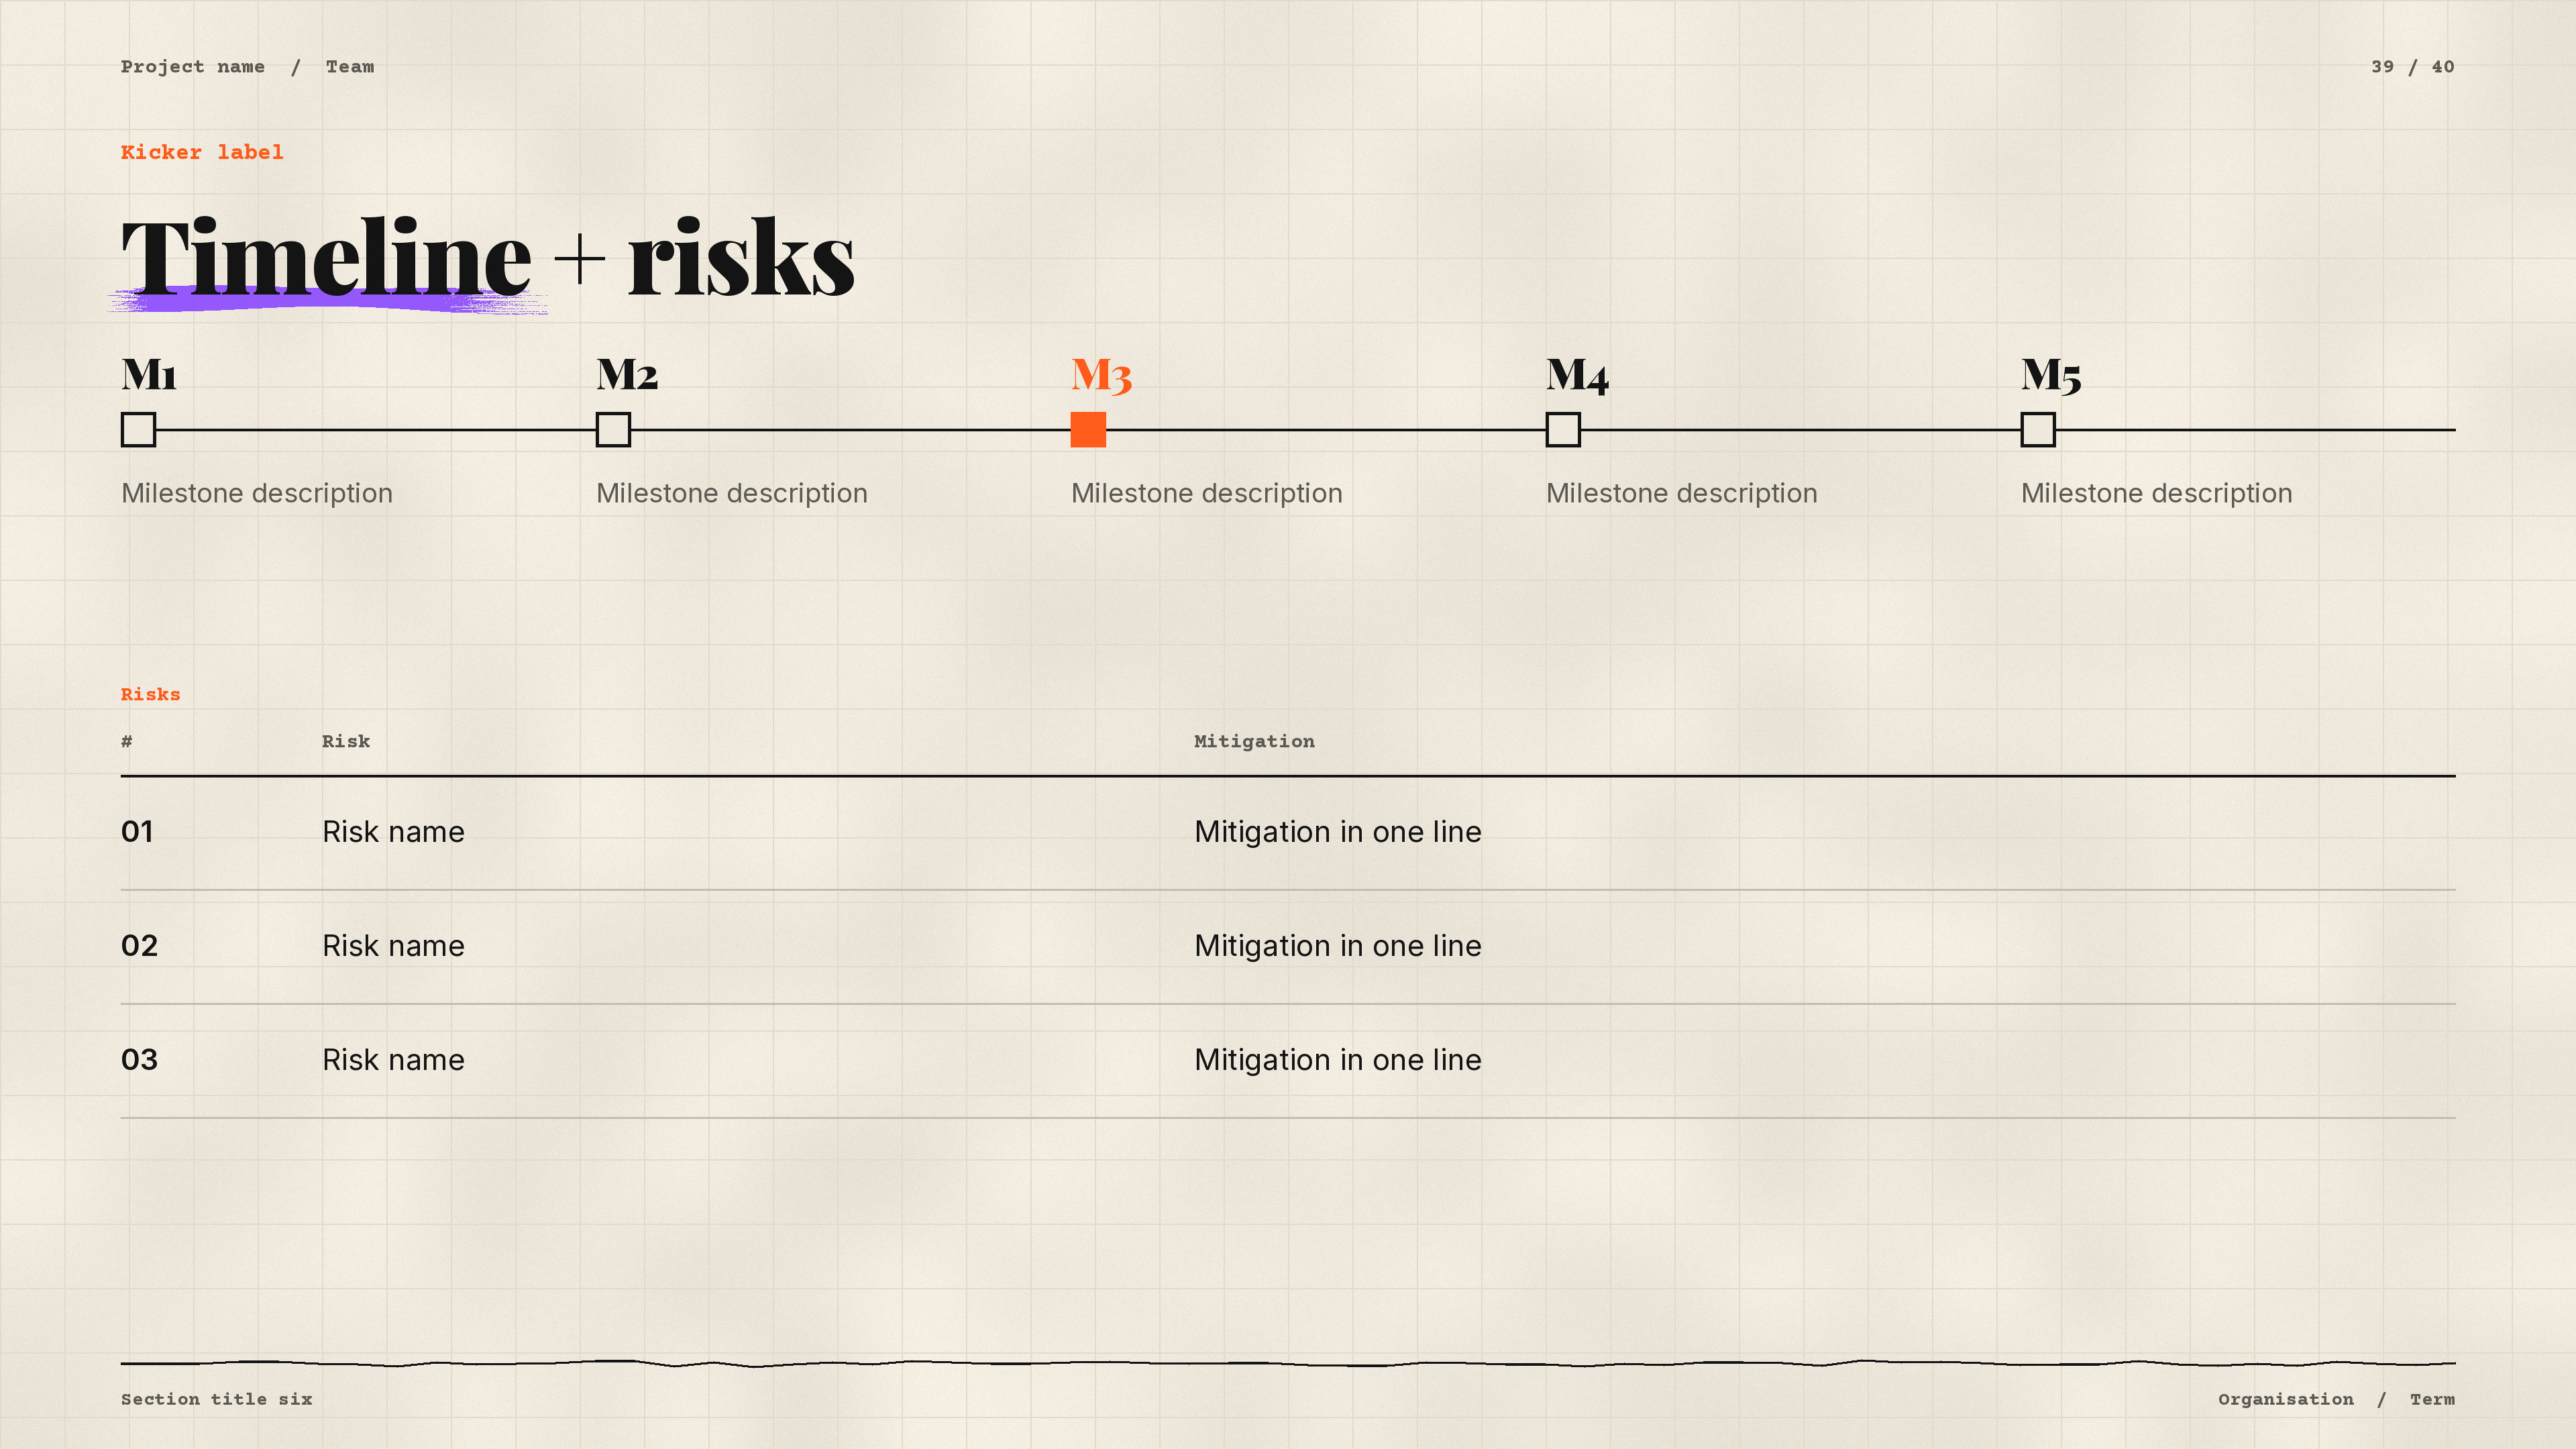 Project name / Team
39 / 40
Kicker label
Timeline + risks
M1 M2 M3 M4 M5
Milestone description Milestone description Milestone description Milestone description Milestone description
Risks
# Risk Mitigation
01 Risk name Mitigation in one line
02 Risk name Mitigation in one line
03 Risk name Mitigation in one line
Section title six
Organisation / Term